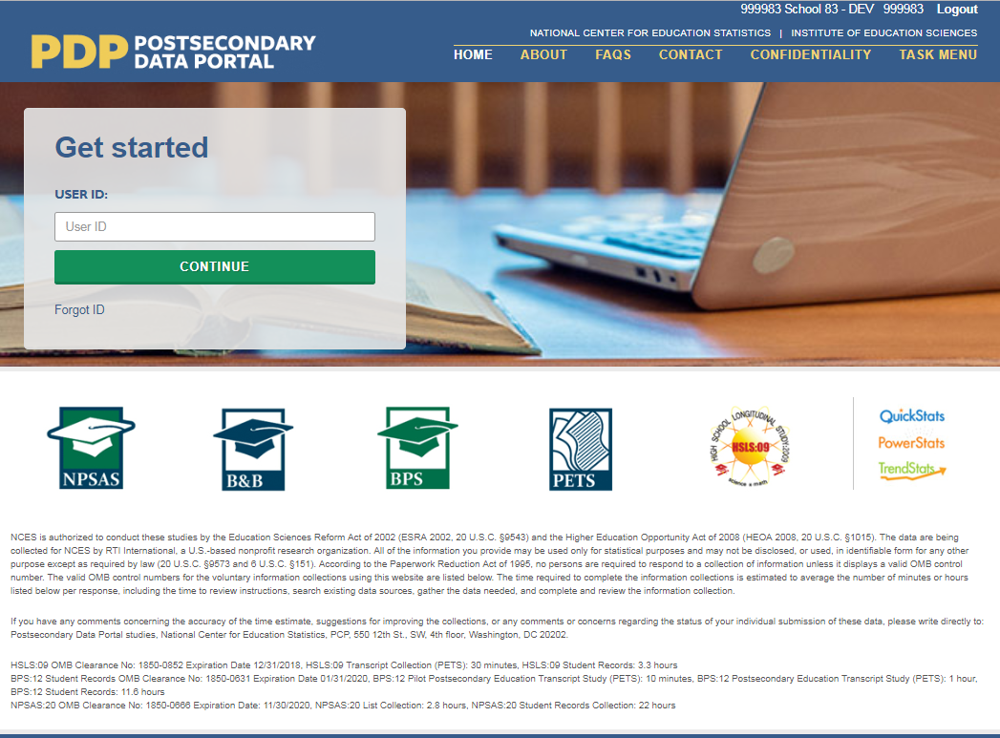 999983 School 83 - DEV 999983 Logout
NATIONAL CENTER FOR EDUCATION STATISTICS | INSTITUTE OF EDUCATION SCIENCES
PDP POSTSECONDARY
DATA PORTAL
HOME ABOUT FAQS CONTACT CONFIDENTIALITY TASK MENU
Get started
USER ID:
User ID
CONTINUE
Forgot ID
NPSAS
B&B
BPS
PETS
HIGH SCHOOL LONGITUDINAL STUDY:2009
HSLS:09
science & math
QuickStats
PowerStats
TrendStats
NCES is authorized to conduct these studies by the Education Sciences Reform Act of 2002 (ESRA 2002, 20 U.S.C. §9543) and the Higher Education Opportunity Act of 2008 (HEOA 2008, 20 U.S.C. §1015). The data are being
collected for NCES by RTI International, a U.S.-based nonprofit research organization. All of the information you provide may be used only for statistical purposes and may not be disclosed, or used, in identifiable form for any other
purpose except as required by law (20 U.S.C. §9573 and 6 U.S.C. §151). According to the Paperwork Reduction Act of 1995, no persons are required to respond to a collection of information unless it displays a valid OMB control
number. The valid OMB control numbers for the voluntary information collections using this website are listed below. The time required to complete the information collections is estimated to average the number of minutes or hours
listed below per response, including the time to review instructions, search existing data sources, gather the data needed, and complete and review the information collection.
If you have any comments concerning the accuracy of the time estimate, suggestions for improving the collections, or any comments or concerns regarding the status of your individual submission of these data, please write directly to:
Postsecondary Data Portal studies, National Center for Education Statistics, PCP, 550 12th St., SW, 4th floor, Washington, DC 20202.
HSLS:09 OMB Clearance No: 1850-0852 Expiration Date 12/31/2018, HSLS:09 Transcript Collection (PETS): 30 minutes, HSLS:09 Student Records: 3.3 hours
BPS:12 Student Records OMB Clearance No: 1850-0631 Expiration Date 01/31/2020, BPS:12 Pilot Postsecondary Education Transcript Study (PETS): 10 minutes, BPS:12 Postsecondary Education Transcript Study (PETS): 1 hour,
BPS:12 Student Records: 11.6 hours
NPSAS:20 OMB Clearance No: 1850-0666 Expiration Date: 11/30/2020, NPSAS:20 List Collection: 2.8 hours, NPSAS:20 Student Records Collection: 22 hours